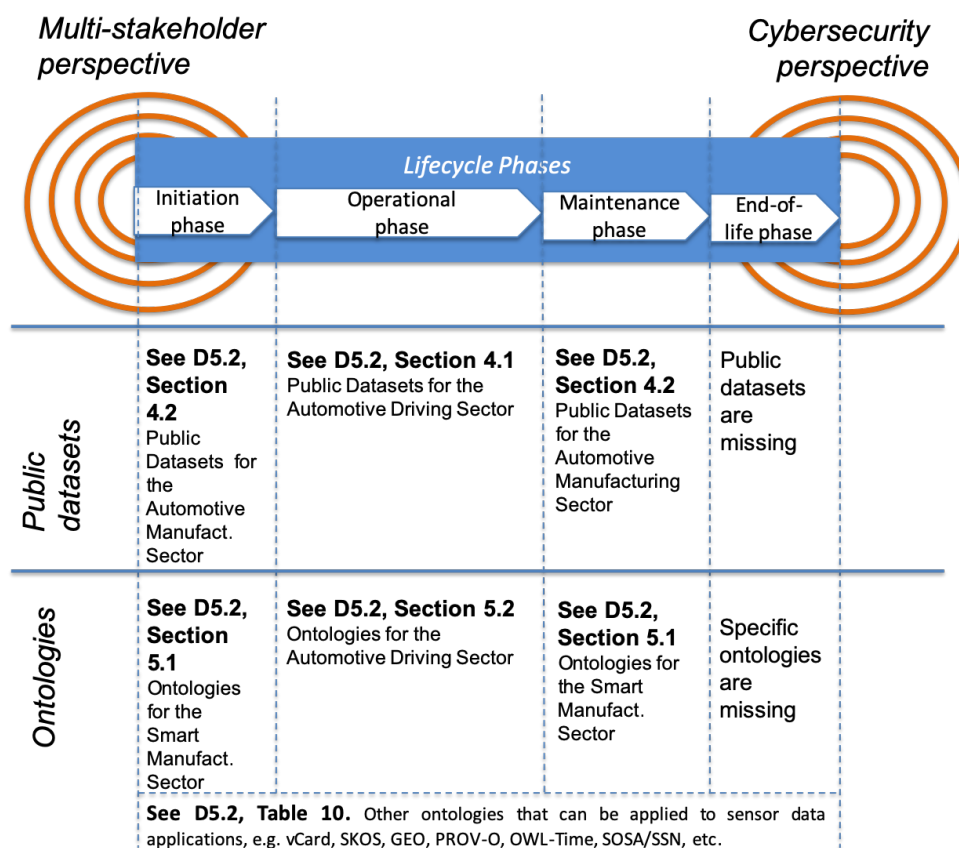 Multi-stakeholder
perspective
Cybersecurity
perspective
Lifecycle Phases
Initiation
phase
Operational
phase
Maintenance
phase
End-of-
life phase
Public
datasets
See D5.2,
Section
4.2
Public
Datasets for
the
Automotive
Manufact.
Sector
See D5.2, Section 4.1
Public Datasets for the
Automotive Driving Sector
See D5.2,
Section 4.2
Public Datasets
for the
Automotive
Manufacturing
Sector
Public
datasets
are
missing
Ontologies
See D5.2,
Section
5.1
Ontologies
for the
Smart
Manufact.
Sector
See D5.2, Section 5.2
Ontologies for the
Automotive Driving Sector
See D5.2,
Section 5.1
Ontologies for
the Smart
Manufact.
Sector
Specific
ontologies
are
missing
See D5.2, Table 10. Other ontologies that can be applied to sensor data
applications, e.g. vCard, SKOS, GEO, PROV-O, OWL-Time, SOSA/SSN, etc.